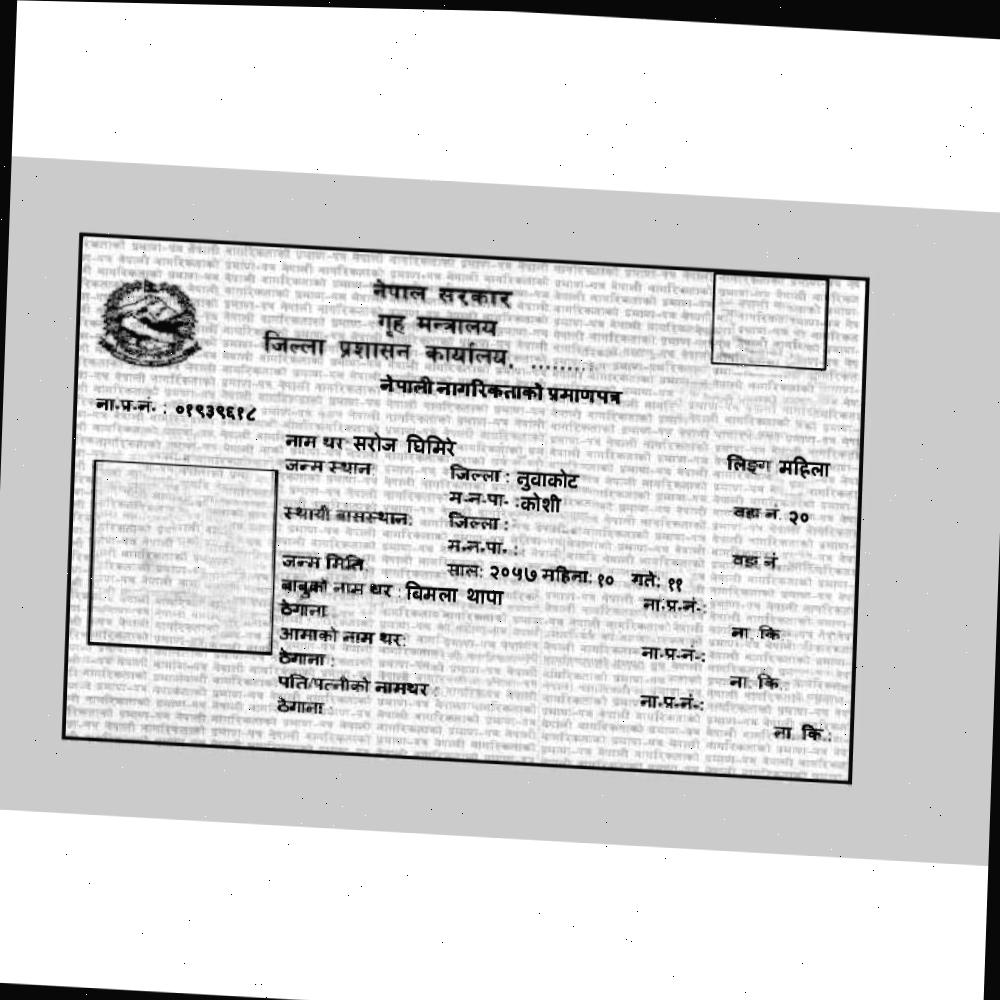 नेपाल सरकार
गृह मन्त्रालय
जिल्ला प्रशासन कार्यालय, ..........
नेपाली नागरिकताको प्रमाणपत्र
ना.प्र.नं. : ०१९३९६१८
नाम थर सरोज घिमिरे लिङ्ग महिला
जन्म स्थान: जिल्ला : नुवाकोट
म.न.पा. : कोशी वडा नं. २०
स्थायी बासस्थान: जिल्ला :
म.न.पा. : वडा नं
जन्म मिति: साल: २०५७ महिना: १० गते: ११
बाबुको नाम थर : बिमला थापा ना.प्र.नं.:
ठेगाना ना. कि
आमाको नाम थर: ना.प्र.नं.:
ठेगाना : ना. कि.:
पति/पत्नीको नामथर : ना.प्र.नं.:
ठेगाना : ना कि.: